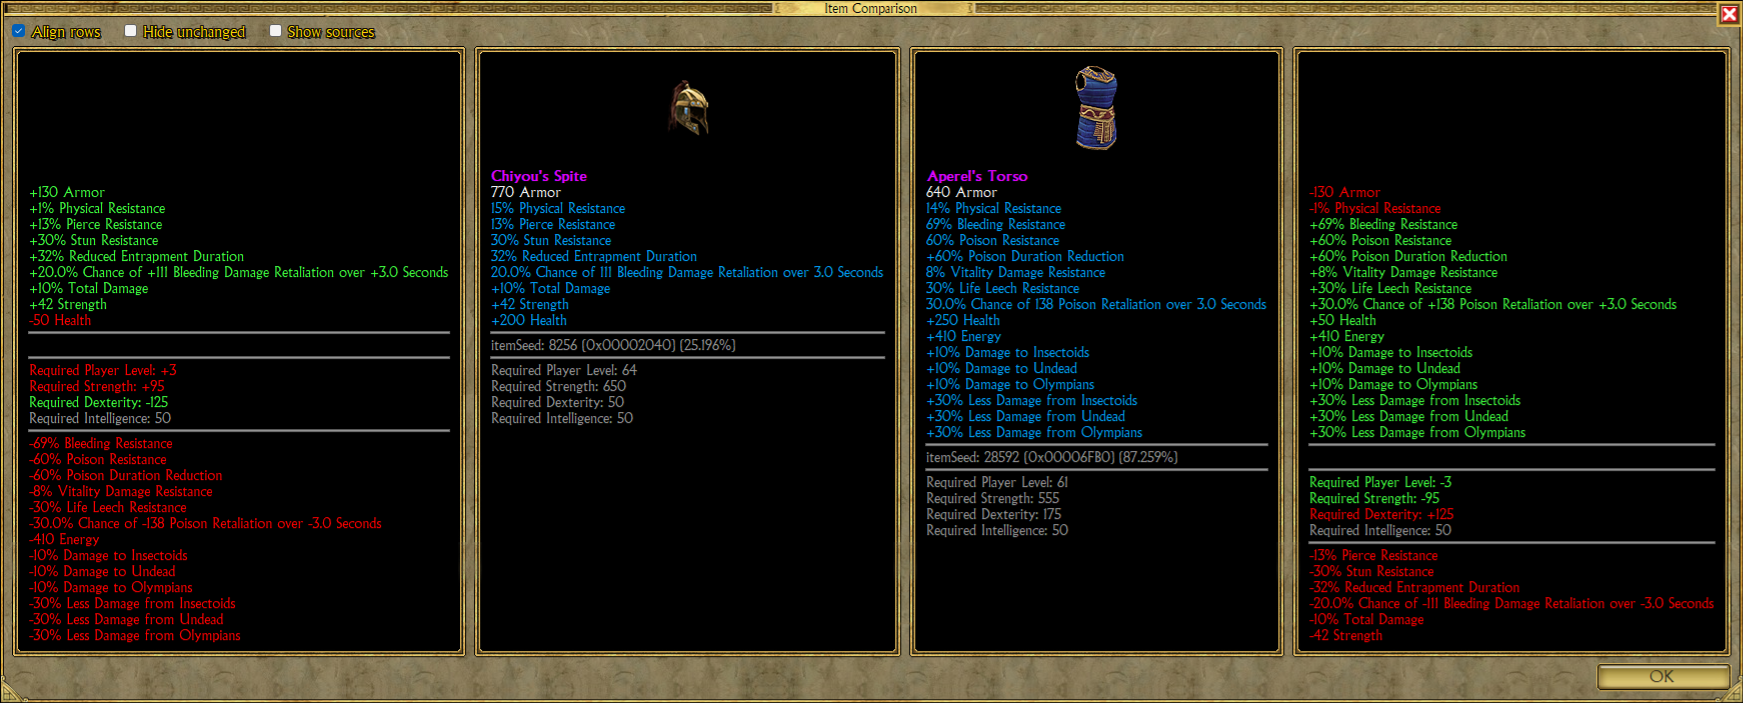 Item Comparison
Align rows
Hide unchanged
Show sources
+130 Armor
+1% Physical Resistance
+13% Pierce Resistance
+30% Stun Resistance
+32% Reduced Entrapment Duration
+20.0% Chance of +111 Bleeding Damage Retaliation over +3.0 Seconds
+10% Total Damage
+42 Strength
-50 Health
Required Player Level: +3
Required Strength: +95
Required Dexterity: -125
Required Intelligence: 50
-69% Bleeding Resistance
-60% Poison Resistance
-60% Poison Duration Reduction
-8% Vitality Damage Resistance
-30% Life Leech Resistance
-30.0% Chance of -138 Poison Retaliation over -3.0 Seconds
-410 Energy
-10% Damage to Insectoids
-10% Damage to Undead
-10% Damage to Olympians
-30% Less Damage from Insectoids
-30% Less Damage from Undead
-30% Less Damage from Olympians
Chiyou's Spite
770 Armor
15% Physical Resistance
13% Pierce Resistance
30% Stun Resistance
32% Reduced Entrapment Duration
20.0% Chance of 111 Bleeding Damage Retaliation over 3.0 Seconds
+10% Total Damage
+42 Strength
+200 Health
itemSeed: 8256 (0x00002040) (25.196%)
Required Player Level: 64
Required Strength: 650
Required Dexterity: 50
Required Intelligence: 50
Aperel's Torso
640 Armor
14% Physical Resistance
69% Bleeding Resistance
60% Poison Resistance
+60% Poison Duration Reduction
8% Vitality Damage Resistance
30% Life Leech Resistance
30.0% Chance of 138 Poison Retaliation over 3.0 Seconds
+250 Health
+410 Energy
+10% Damage to Insectoids
+10% Damage to Undead
+10% Damage to Olympians
+30% Less Damage from Insectoids
+30% Less Damage from Undead
+30% Less Damage from Olympians
itemSeed: 28592 (0x00006FB0) (87.259%)
Required Player Level: 61
Required Strength: 555
Required Dexterity: 175
Required Intelligence: 50
-130 Armor
-1% Physical Resistance
+69% Bleeding Resistance
+60% Poison Resistance
+60% Poison Duration Reduction
+8% Vitality Damage Resistance
+30% Life Leech Resistance
+30.0% Chance of +138 Poison Retaliation over +3.0 Seconds
+50 Health
+410 Energy
+10% Damage to Insectoids
+10% Damage to Undead
+10% Damage to Olympians
+30% Less Damage from Insectoids
+30% Less Damage from Undead
+30% Less Damage from Olympians
Required Player Level: -3
Required Strength: -95
Required Dexterity: +125
Required Intelligence: 50
-13% Pierce Resistance
-30% Stun Resistance
-32% Reduced Entrapment Duration
-20.0% Chance of -111 Bleeding Damage Retaliation over -3.0 Seconds
-10% Total Damage
-42 Strength
OK